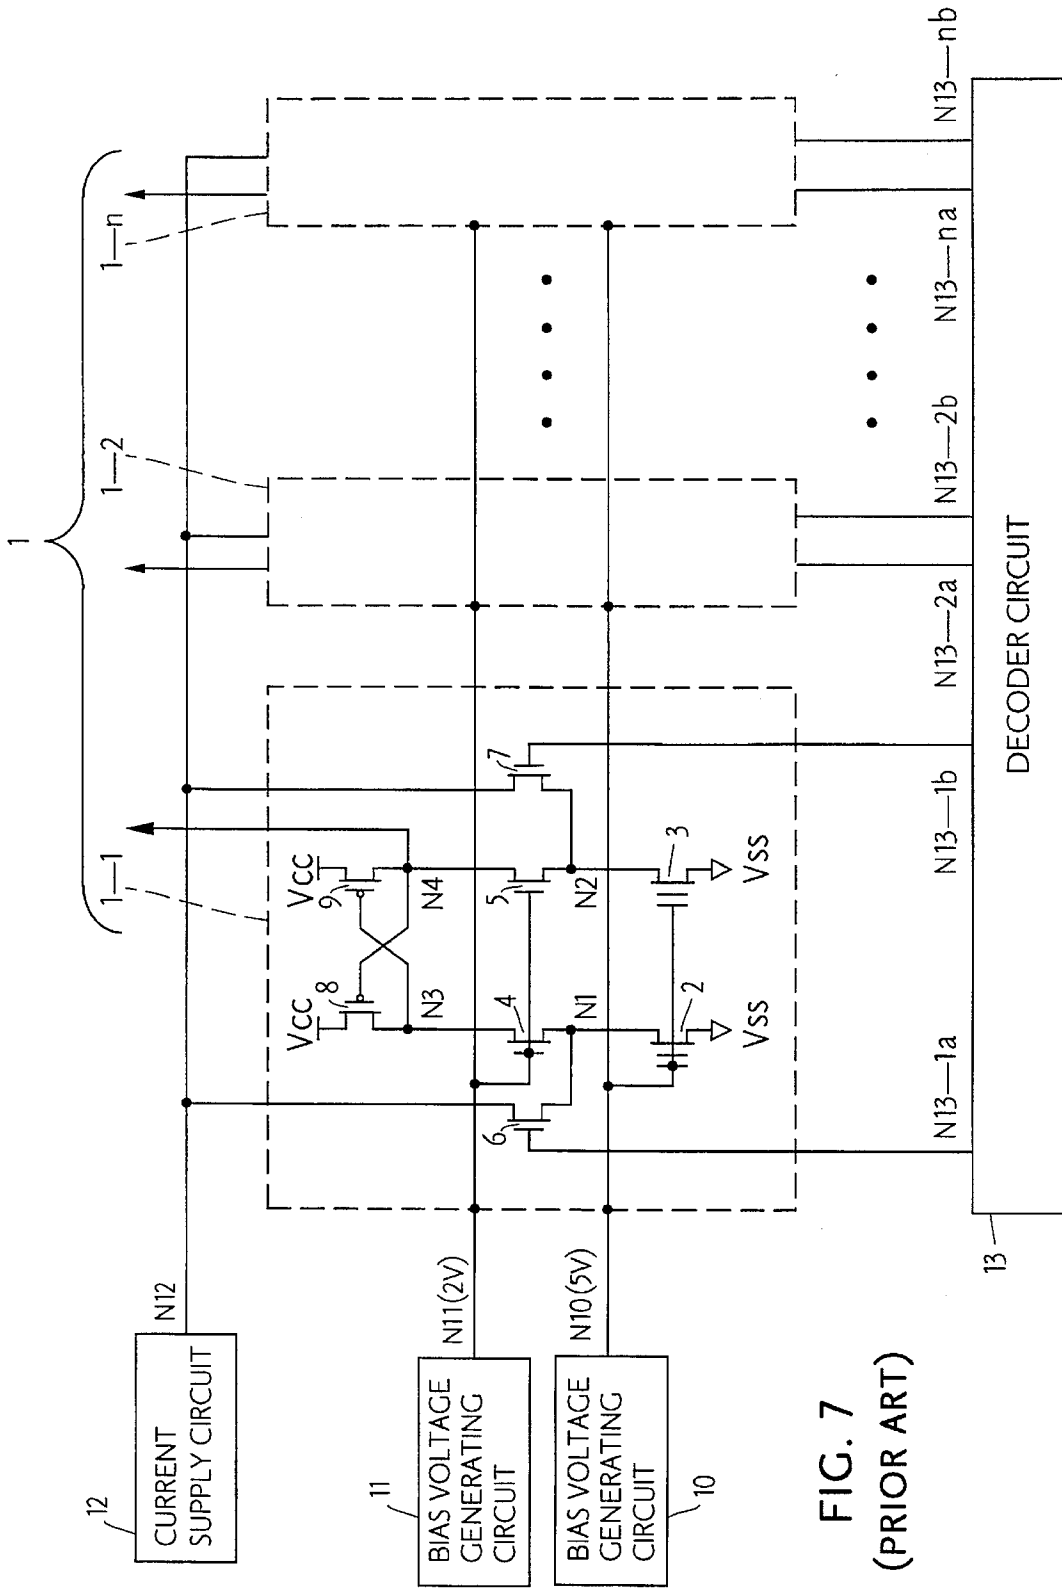 1
1—1
1—2
1—n
12
CURRENT
SUPPLY CIRCUIT
N12
VCC
VCC
8
9
N3
N4
11
BIAS VOLTAGE
GENERATING
CIRCUIT
N11(2V)
6
4
5
7
N1
N2
10
BIAS VOLTAGE
GENERATING
CIRCUIT
N10(5V)
2
3
VSS
VSS
N13—1a
N13—1b
N13—2a
N13—2b
N13—na
N13—nb
13
DECODER CIRCUIT
FIG. 7
(PRIOR ART)